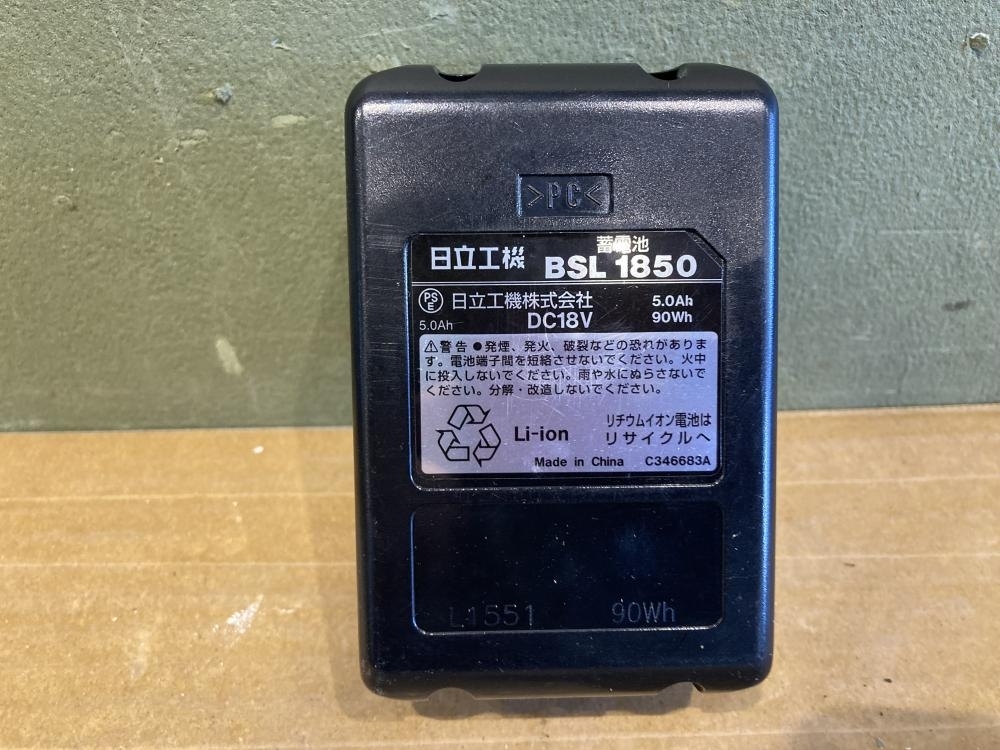 >PC<
蓄電池
日立工機 BSL 1850
PSE 日立工機株式会社 5.0Ah
5.0Ah DC18V 90Wh
⚠警告 ●発煙、発火、破裂などの恐れがありま
す。電池端子間を短絡させないでください。火中
に投入しないでください。雨や水にぬらさないで
ください。分解・改造しないでください。
Li-ion リチウムイオン電池は
リサイクルへ
Made in China C346683A
L1551 90Wh